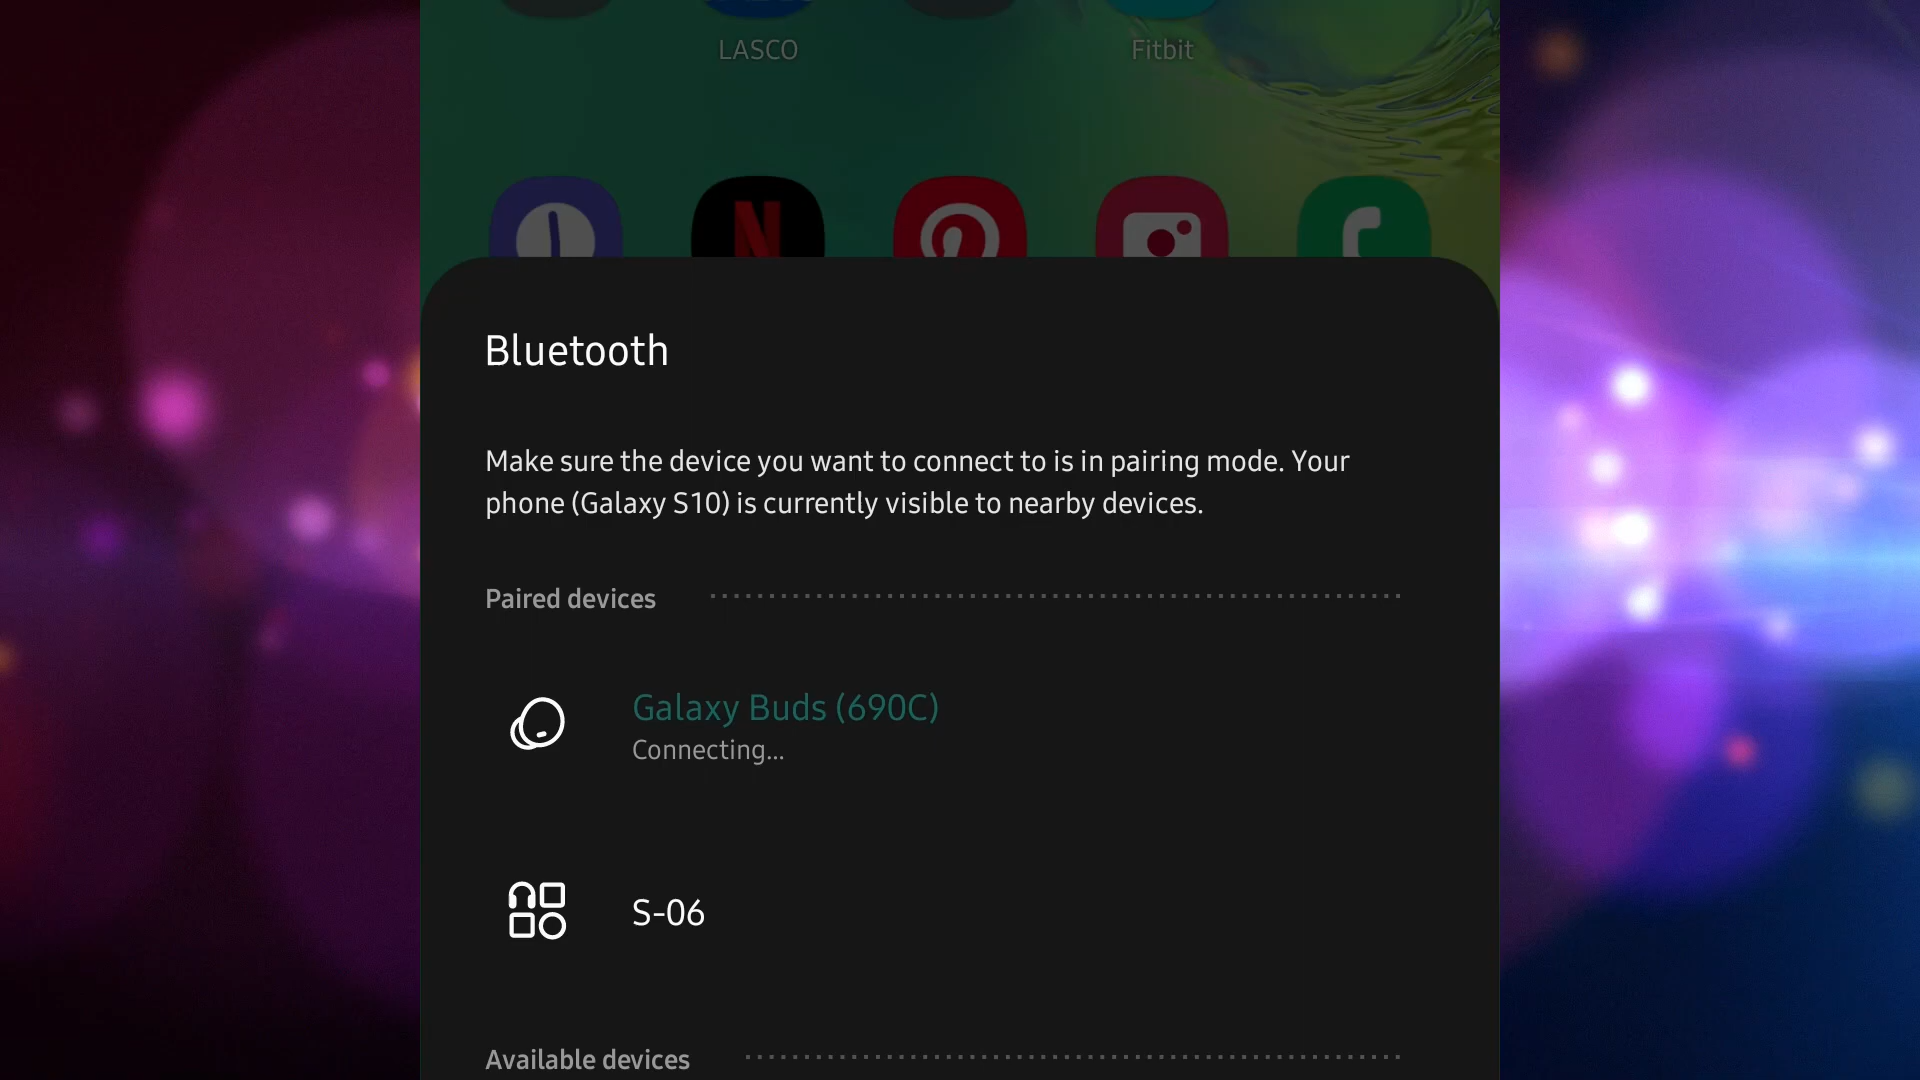 LASCO
Fitbit
Bluetooth
Make sure the device you want to connect to is in pairing mode. Your
phone (Galaxy S10) is currently visible to nearby devices.
Paired devices
Galaxy Buds (690C)
Connecting...
S-06
Available devices